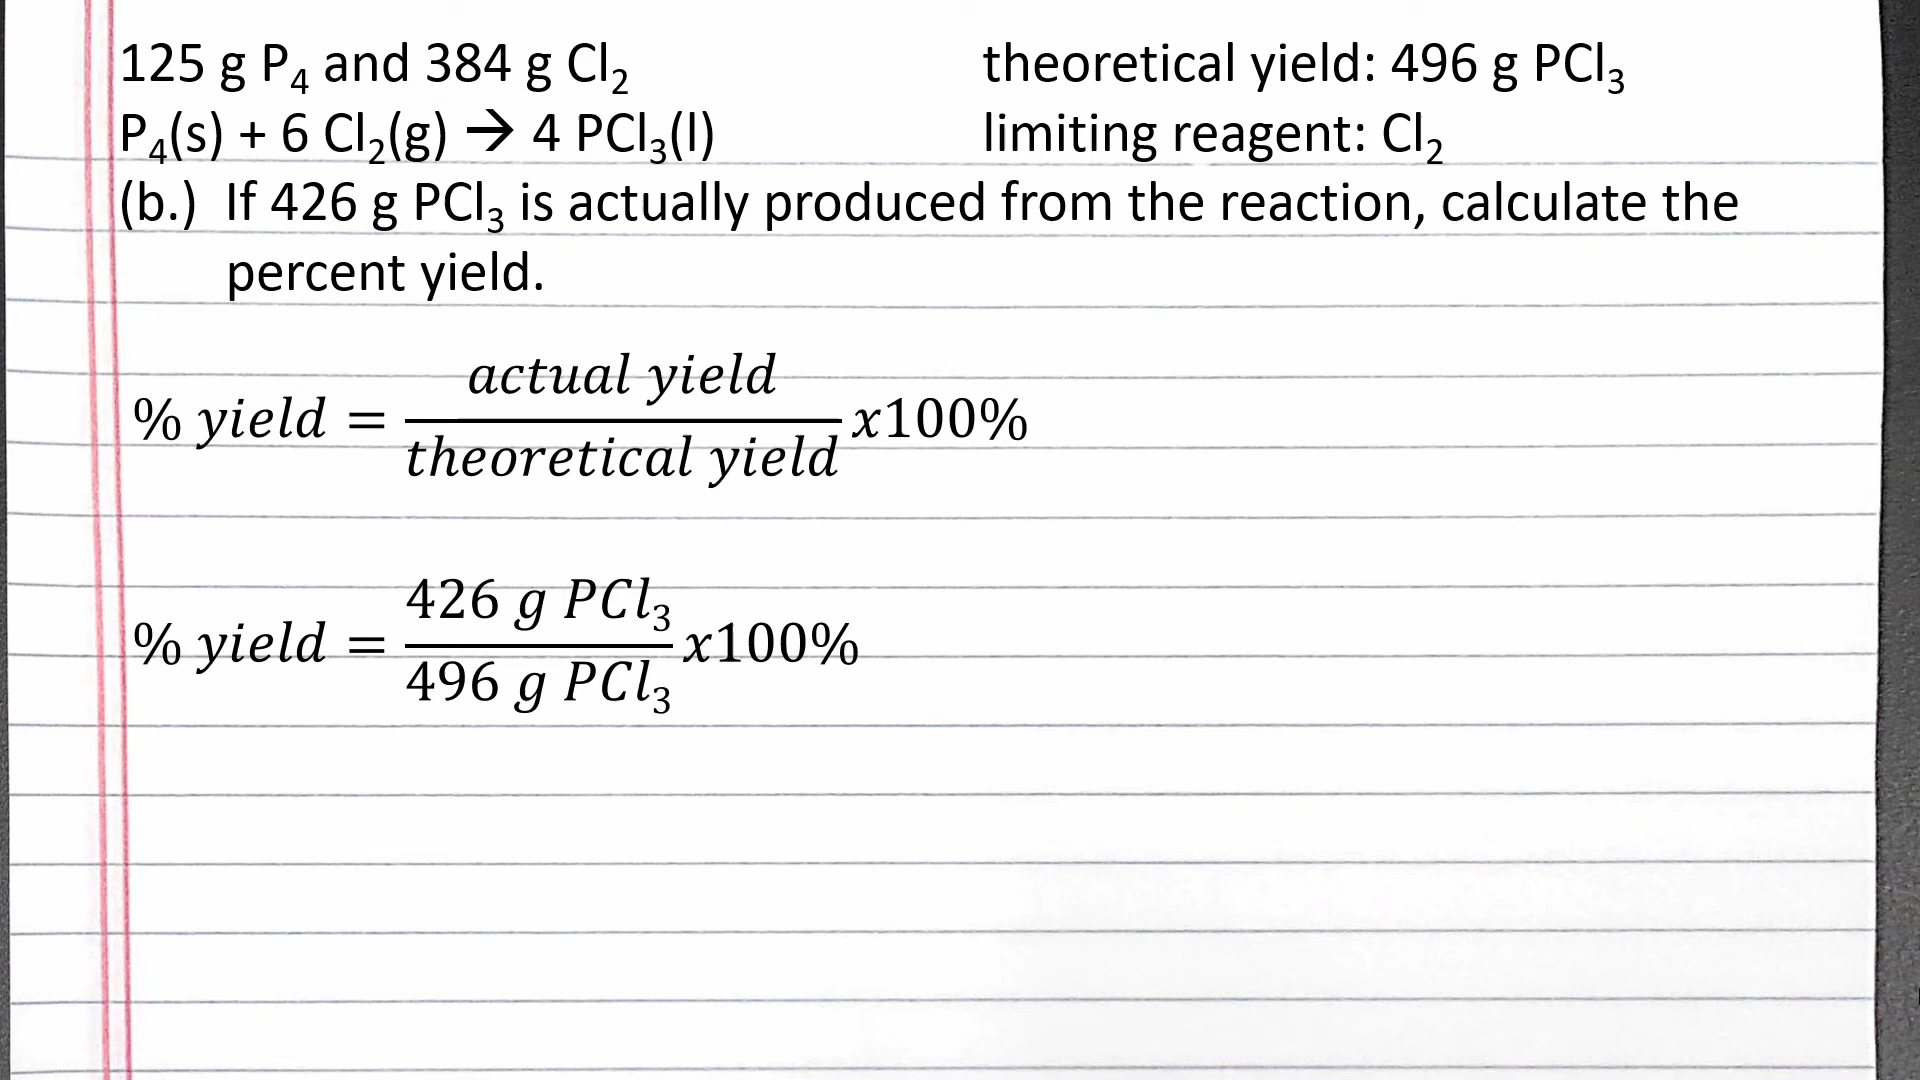 125 g P₄ and 384 g Cl₂
theoretical yield: 496 g PCl₃
P₄(s) + 6 Cl₂(g) → 4 PCl₃(l)
limiting reagent: Cl₂
(b.) If 426 g PCl₃ is actually produced from the reaction, calculate the
percent yield.
% yield = actual yield / theoretical yield x100%
% yield = 426 g PCl₃ / 496 g PCl₃ x100%